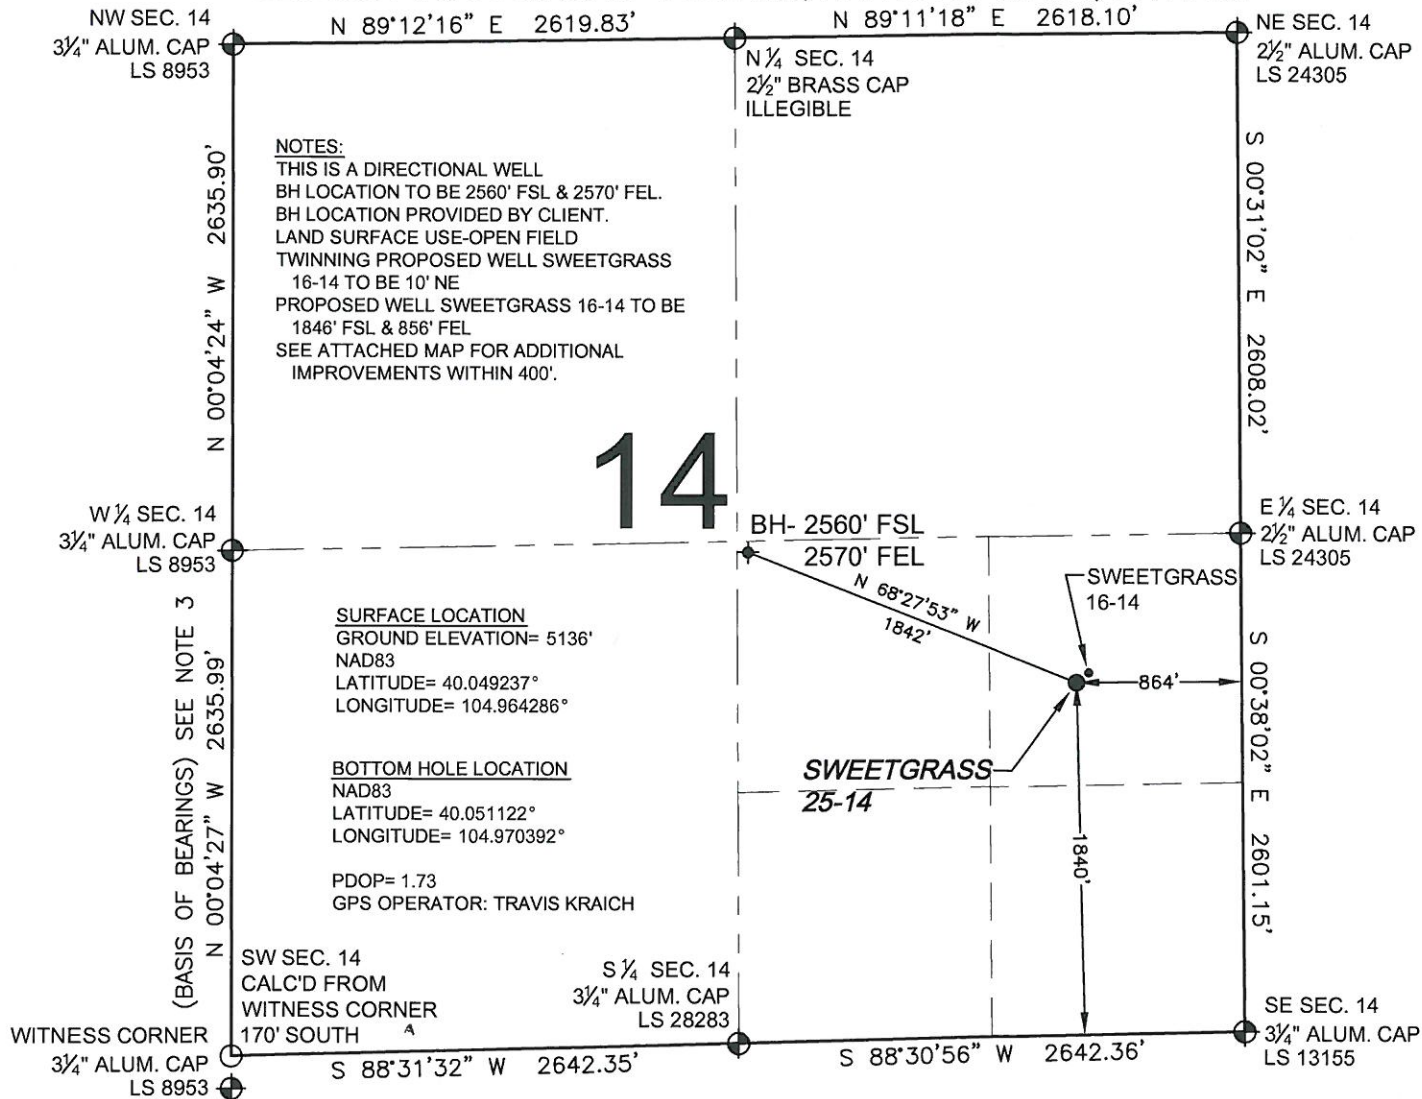 N 89°12'16" E 2619.83'
N 89°11'18" E 2618.10'
NW SEC. 14
3¼" ALUM. CAP
LS 8953
N ¼ SEC. 14
2½" BRASS CAP
ILLEGIBLE
NE SEC. 14
2½" ALUM. CAP
LS 24305
N 00°04'24" W 2635.90'
NOTES:
THIS IS A DIRECTIONAL WELL
BH LOCATION TO BE 2560' FSL & 2570' FEL.
BH LOCATION PROVIDED BY CLIENT.
LAND SURFACE USE-OPEN FIELD
TWINNING PROPOSED WELL SWEETGRASS
16-14 TO BE 10' NE
PROPOSED WELL SWEETGRASS 16-14 TO BE
1846' FSL & 856' FEL
SEE ATTACHED MAP FOR ADDITIONAL
IMPROVEMENTS WITHIN 400'.
S 00°31'02" E 2608.02'
14
W ¼ SEC. 14
3¼" ALUM. CAP
LS 8953
BH- 2560' FSL
2570' FEL
E ¼ SEC. 14
2½" ALUM. CAP
LS 24305
N 68°27'53" W
1842'
SWEETGRASS
16-14
864'
SURFACE LOCATION
GROUND ELEVATION= 5136'
NAD83
LATITUDE= 40.049237°
LONGITUDE= 104.964286°
(BASIS OF BEARINGS) SEE NOTE 3
N 00°04'27" W 2635.99'
BOTTOM HOLE LOCATION
NAD83
LATITUDE= 40.051122°
LONGITUDE= 104.970392°
PDOP= 1.73
GPS OPERATOR: TRAVIS KRAICH
SWEETGRASS
25-14
1840'
S 00°38'02" E 2601.15'
SW SEC. 14
CALC'D FROM
WITNESS CORNER
170' SOUTH
WITNESS CORNER
3¼" ALUM. CAP
LS 8953
S ¼ SEC. 14
3¼" ALUM. CAP
LS 28283
SE SEC. 14
3¼" ALUM. CAP
LS 13155
S 88°31'32" W 2642.35'
S 88°30'56" W 2642.36'